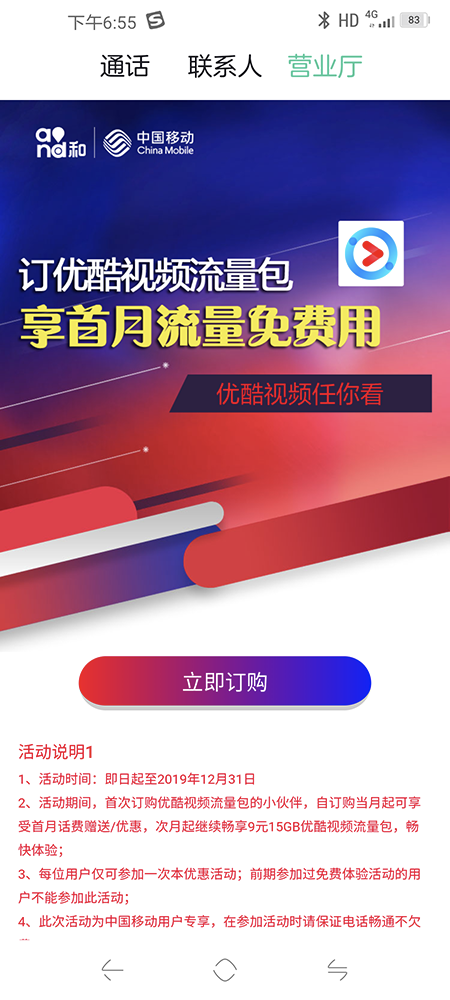 下午6:55
HD 4G 83
通话 联系人 营业厅
and和 中国移动
China Mobile
订优酷视频流量包
享首月流量免费用
优酷视频任你看
立即订购
活动说明1
1、活动时间：即日起至2019年12月31日
2、活动期间，首次订购优酷视频流量包的小伙伴，自订购当月起可享
受首月话费赠送/优惠，次月起继续畅享9元15GB优酷视频流量包，畅
快体验；
3、每位用户仅可参加一次本优惠活动；前期参加过免费体验活动的用
户不能参加此活动；
4、此次活动为中国移动用户专享，在参加活动时请保证电话畅通不欠